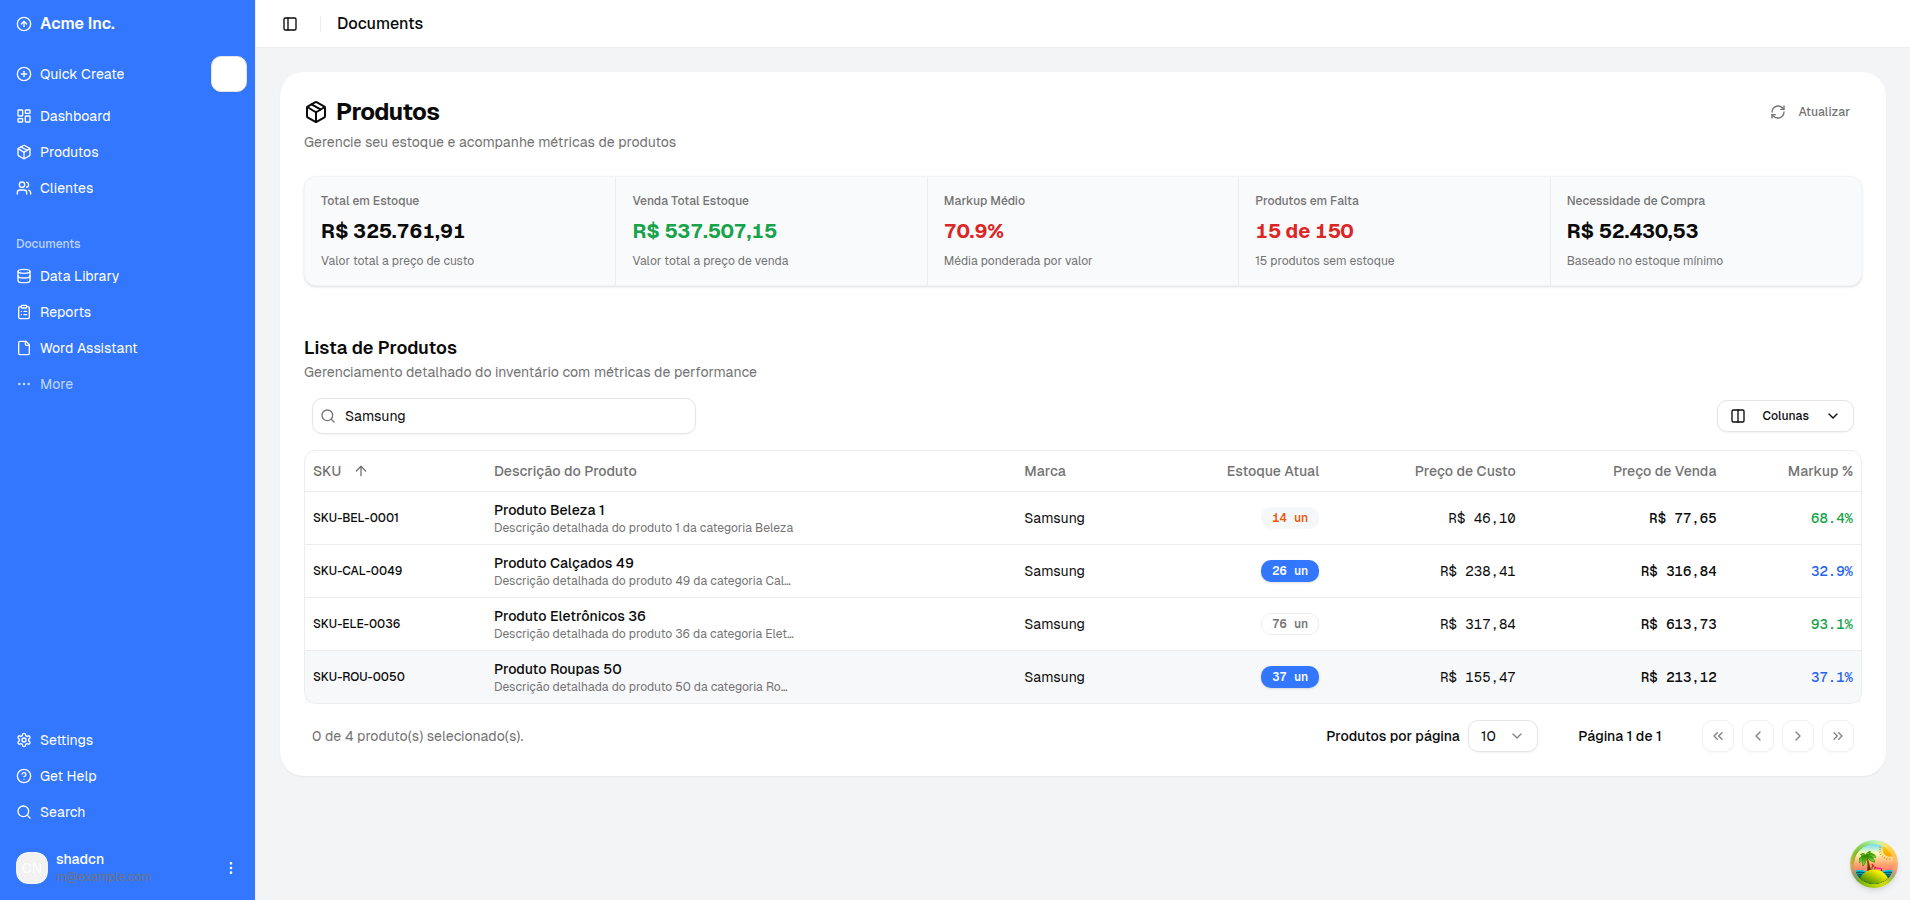 Acme Inc.
Documents
Quick Create
Dashboard
Produtos
Clientes
Documents
Data Library
Reports
Word Assistant
More
Settings
Get Help
Search
CN
shadcn
m@example.com
Produtos
Atualizar
Gerencie seu estoque e acompanhe métricas de produtos
Total em Estoque
R$ 325.761,91
Valor total a preço de custo
Venda Total Estoque
R$ 537.507,15
Valor total a preço de venda
Markup Médio
70.9%
Média ponderada por valor
Produtos em Falta
15 de 150
15 produtos sem estoque
Necessidade de Compra
R$ 52.430,53
Baseado no estoque mínimo
Lista de Produtos
Gerenciamento detalhado do inventário com métricas de performance
Samsung
Colunas
SKU Descrição do Produto Marca Estoque Atual Preço de Custo Preço de Venda Markup %
SKU-BEL-0001 Produto Beleza 1 Samsung 14 un R$ 46,10 R$ 77,65 68.4%
Descrição detalhada do produto 1 da categoria Beleza
SKU-CAL-0049 Produto Calçados 49 Samsung 26 un R$ 238,41 R$ 316,84 32.9%
Descrição detalhada do produto 49 da categoria Cal...
SKU-ELE-0036 Produto Eletrônicos 36 Samsung 76 un R$ 317,84 R$ 613,73 93.1%
Descrição detalhada do produto 36 da categoria Elet...
SKU-ROU-0050 Produto Roupas 50 Samsung 37 un R$ 155,47 R$ 213,12 37.1%
Descrição detalhada do produto 50 da categoria Ro...
0 de 4 produto(s) selecionado(s).
Produtos por página 10 Página 1 de 1